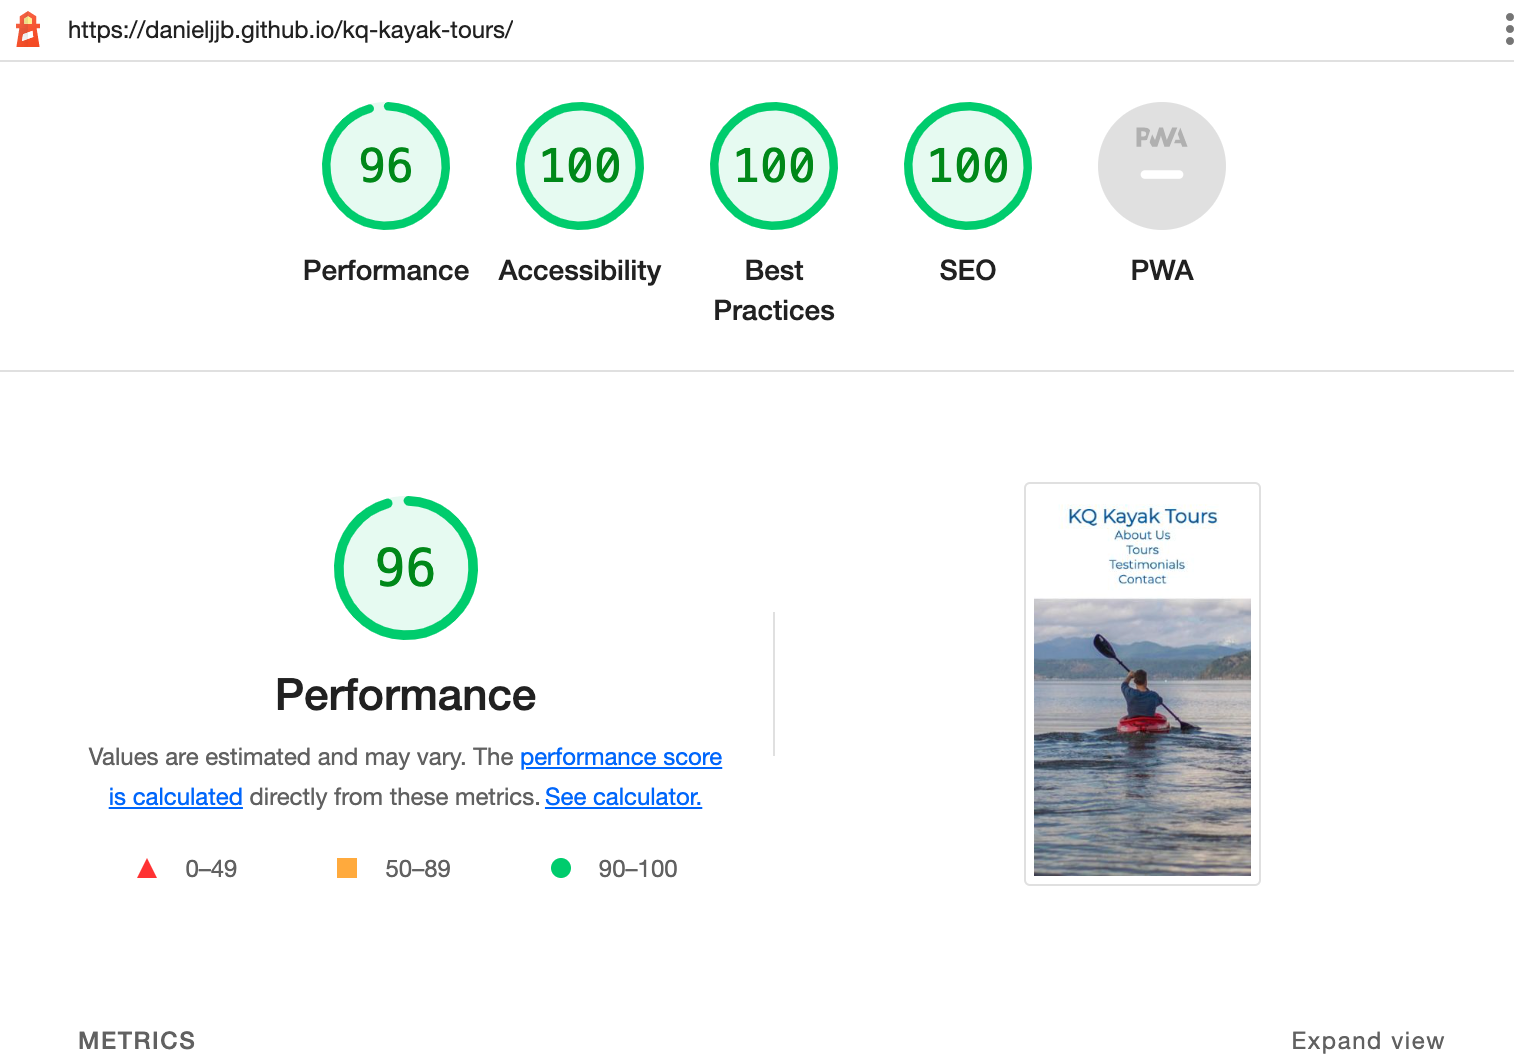 https://danieljjb.github.io/kq-kayak-tours/
96
100
100
100
PWA
Performance
Accessibility
Best
Practices
SEO
PWA
96
Performance
Values are estimated and may vary. The performance score
is calculated directly from these metrics. See calculator.
0–49
50–89
90–100
KQ Kayak Tours
About Us
Tours
Testimonials
Contact
METRICS
Expand view